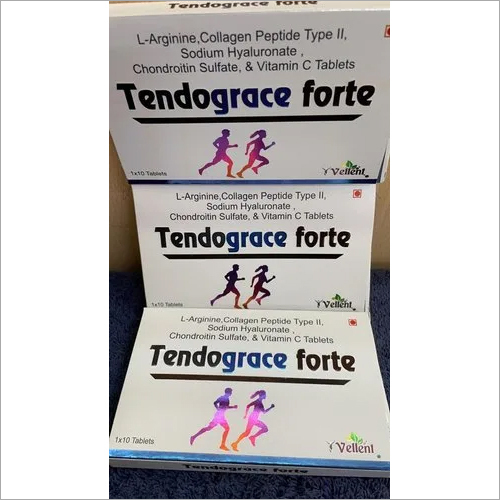 Tendograce forte
L-Arginine,Collagen Peptide Type II,
Sodium Hyaluronate ,
Chondroitin Sulfate, & Vitamin C Tablets
Tendograce forte
1x10 Tablets
Vellent
L-Arginine,Collagen Peptide Type II,
Sodium Hyaluronate ,
Chondroitin Sulfate, & Vitamin C Tablets
Tendograce forte
1x10 Tablets
Vellent
L-Arginine,Collagen Peptide Type II,
Sodium Hyaluronate ,
Chondroitin Sulfate, & Vitamin C Tablets
Tendograce forte
1x10 Tablets
Vellent
Tendograce forte